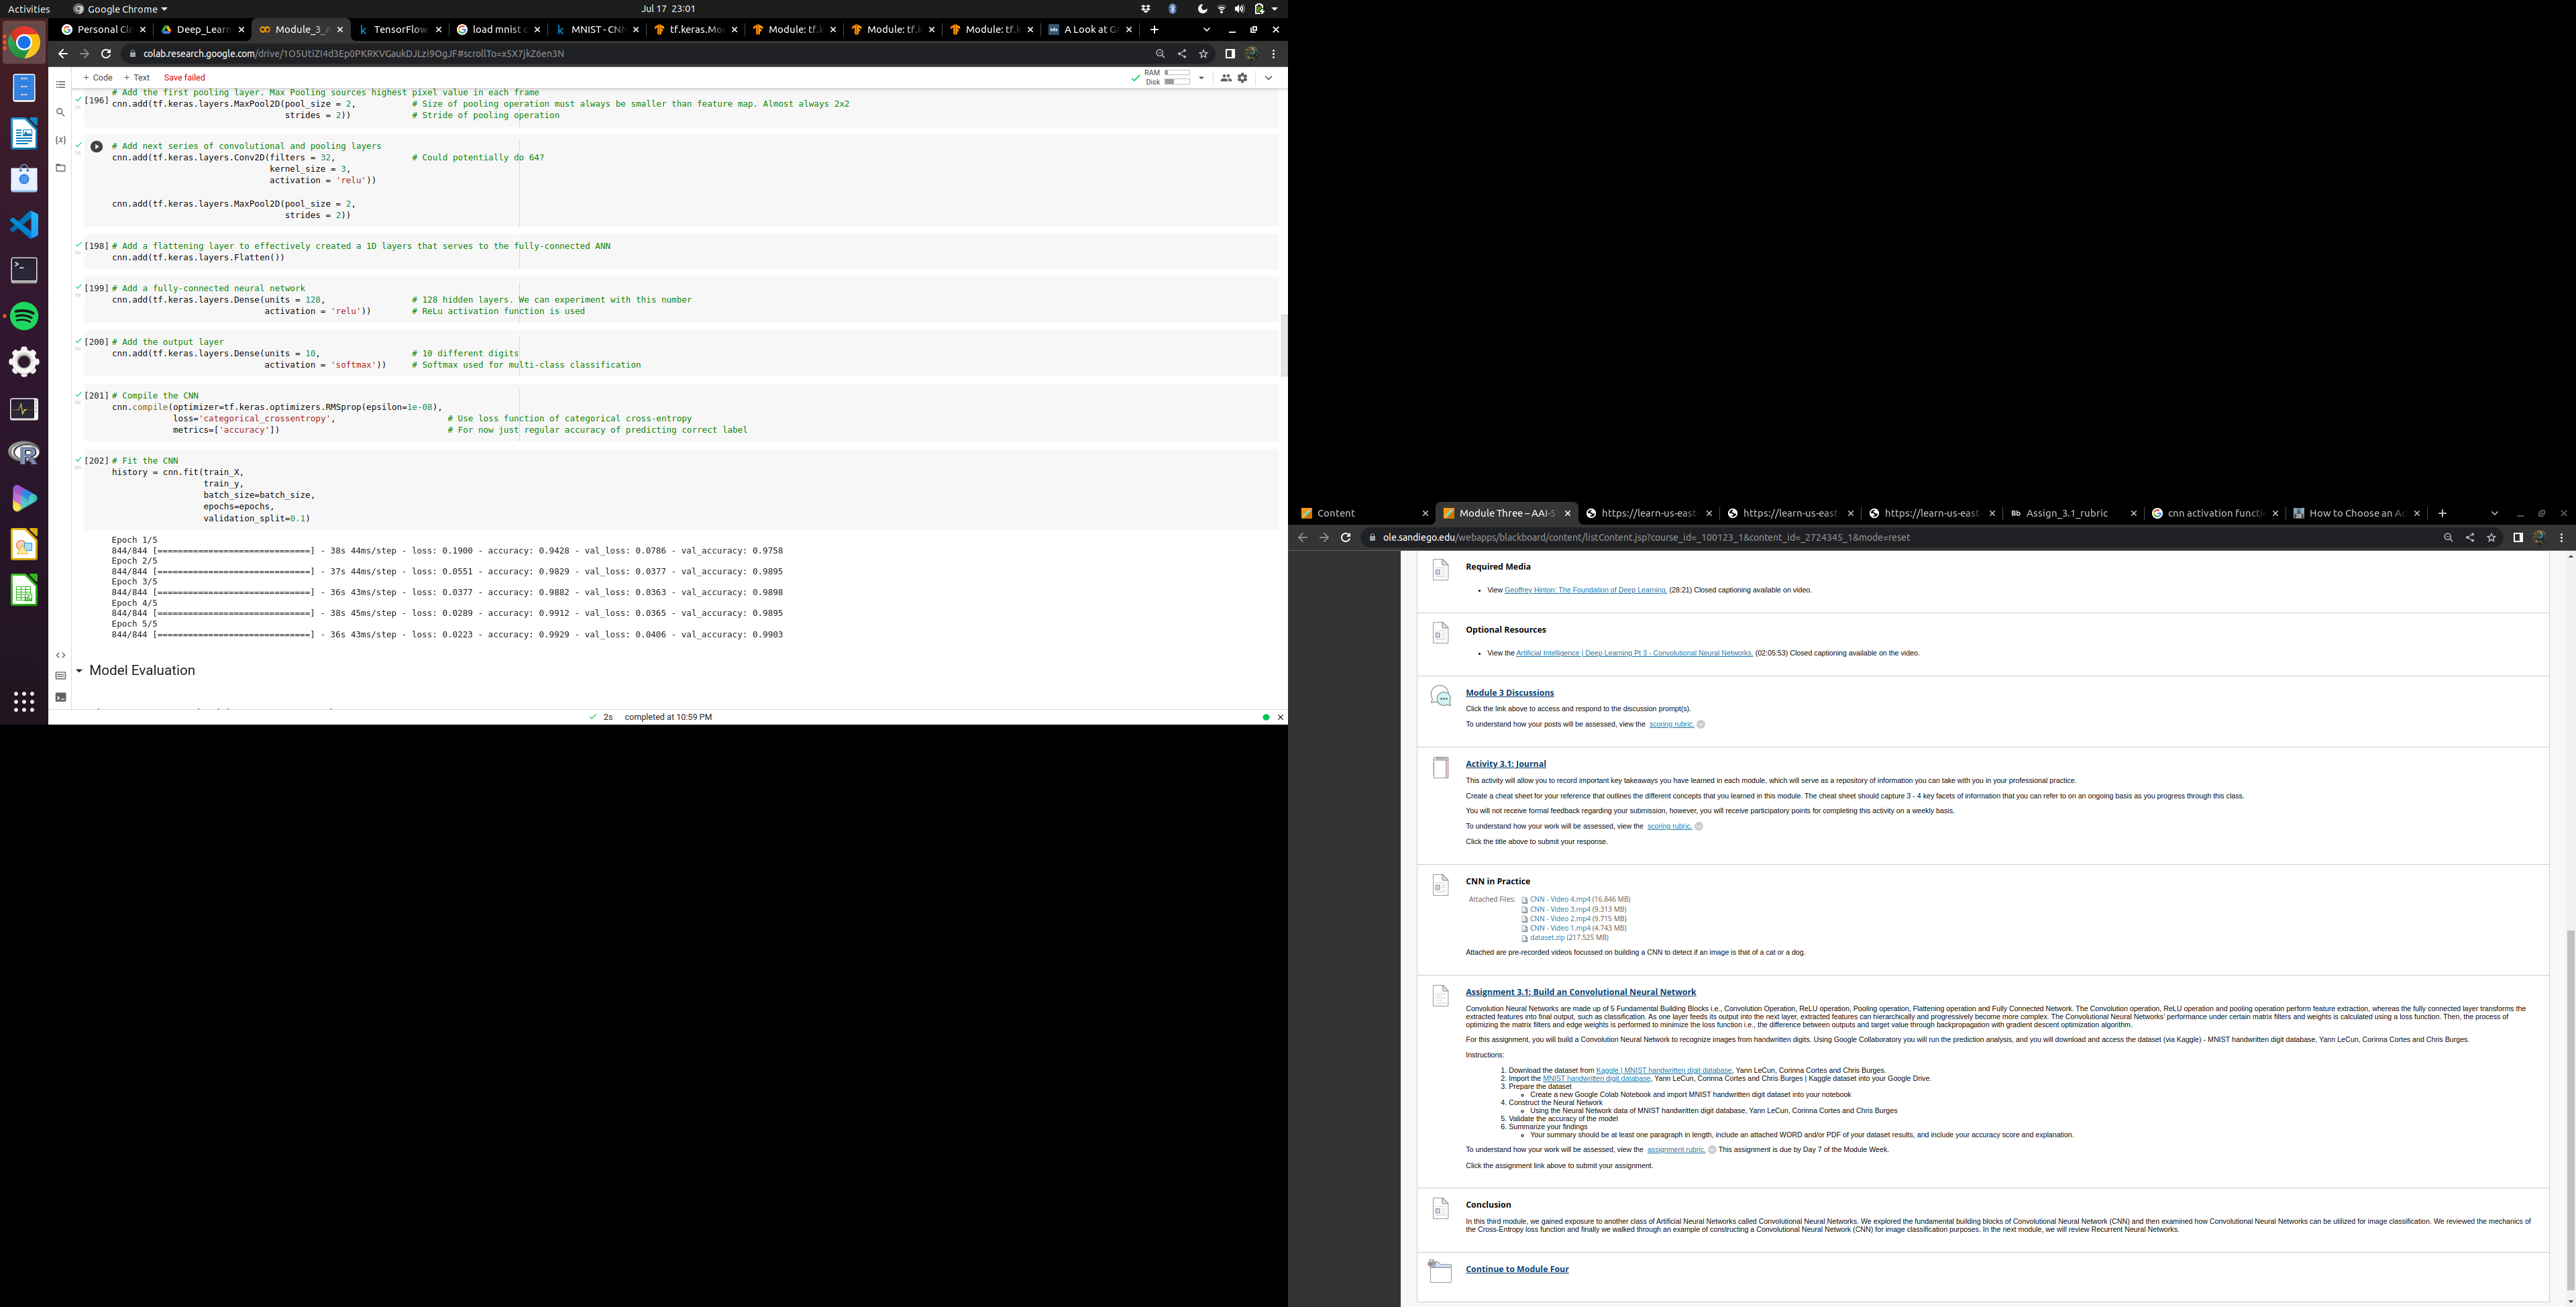 Activities
Google Chrome
Jul 17 23:01
Personal Clo
Deep_Learn
Module_3_A
TensorFlow
load mnist d
MNIST - CNN
tf.keras.Mod
Module: tf.k
Module: tf.k
Module: tf.k
A Look at Gr
colab.research.google.com/drive/1O5UtiZI4d3Ep0PKRKVGaukDJLzi9OgJF#scrollTo=x5X7jkZ6en3N
+ Code + Text Save failed
RAM
Disk
# Add the first pooling layer. Max Pooling sources highest pixel value in each frame
[196] cnn.add(tf.keras.layers.MaxPool2D(pool_size = 2, # Size of pooling operation must always be smaller than feature map. Almost always 2x2
strides = 2)) # Stride of pooling operation
# Add next series of convolutional and pooling layers
cnn.add(tf.keras.layers.Conv2D(filters = 32, # Could potentially do 64?
kernel_size = 3,
activation = 'relu'))
cnn.add(tf.keras.layers.MaxPool2D(pool_size = 2,
strides = 2))
[198] # Add a flattening layer to effectively created a 1D layers that serves to the fully-connected ANN
cnn.add(tf.keras.layers.Flatten())
[199] # Add a fully-connected neural network
cnn.add(tf.keras.layers.Dense(units = 128, # 128 hidden layers. We can experiment with this number
activation = 'relu')) # ReLu activation function is used
[200] # Add the output layer
cnn.add(tf.keras.layers.Dense(units = 10, # 10 different digits
activation = 'softmax')) # Softmax used for multi-class classification
[201] # Compile the CNN
cnn.compile(optimizer=tf.keras.optimizers.RMSprop(epsilon=1e-08),
loss='categorical_crossentropy', # Use loss function of categorical cross-entropy
metrics=['accuracy']) # For now just regular accuracy of predicting correct label
[202] # Fit the CNN
history = cnn.fit(train_X,
train_y,
batch_size=batch_size,
epochs=epochs,
validation_split=0.1)
Epoch 1/5
844/844 [==============================] - 38s 44ms/step - loss: 0.1900 - accuracy: 0.9428 - val_loss: 0.0786 - val_accuracy: 0.9758
Epoch 2/5
844/844 [==============================] - 37s 44ms/step - loss: 0.0551 - accuracy: 0.9829 - val_loss: 0.0377 - val_accuracy: 0.9895
Epoch 3/5
844/844 [==============================] - 36s 43ms/step - loss: 0.0377 - accuracy: 0.9882 - val_loss: 0.0363 - val_accuracy: 0.9898
Epoch 4/5
844/844 [==============================] - 38s 45ms/step - loss: 0.0289 - accuracy: 0.9912 - val_loss: 0.0365 - val_accuracy: 0.9895
Epoch 5/5
844/844 [==============================] - 36s 43ms/step - loss: 0.0223 - accuracy: 0.9929 - val_loss: 0.0406 - val_accuracy: 0.9903
Model Evaluation
2s completed at 10:59 PM
Content
Module Three – AAI-5
https://learn-us-east-
https://learn-us-east-
https://learn-us-east-
Bb Assign_3.1_rubric
cnn activation functio
How to Choose an Ac
ole.sandiego.edu/webapps/blackboard/content/listContent.jsp?course_id=_100123_1&content_id=_2724345_1&mode=reset
Required Media
• View Geoffrey Hinton: The Foundation of Deep Learning. (28:21) Closed captioning available on video.
Optional Resources
• View the Artificial Intelligence | Deep Learning Pt 3 - Convolutional Neural Networks. (02:05:53) Closed captioning available on the video.
Module 3 Discussions
Click the link above to access and respond to the discussion prompt(s).
To understand how your posts will be assessed, view the scoring rubric.
Activity 3.1: Journal
This activity will allow you to record important key takeaways you have learned in each module, which will serve as a repository of information you can take with you in your professional practice.
Create a cheat sheet for your reference that outlines the different concepts that you learned in this module. The cheat sheet should capture 3 - 4 key facets of information that you can refer to on an ongoing basis as you progress through this class.
You will not receive formal feedback regarding your submission, however, you will receive participatory points for completing this activity on a weekly basis.
To understand how your work will be assessed, view the scoring rubric.
Click the title above to submit your response.
CNN in Practice
Attached Files: CNN - Video 4.mp4 (16.846 MB)
CNN - Video 3.mp4 (9.313 MB)
CNN - Video 2.mp4 (9.715 MB)
CNN - Video 1.mp4 (4.743 MB)
dataset.zip (217.525 MB)
Attached are pre-recorded videos focussed on building a CNN to detect if an image is that of a cat or a dog.
Assignment 3.1: Build an Convolutional Neural Network
Convolution Neural Networks are made up of 5 Fundamental Building Blocks i.e., Convolution Operation, ReLU operation, Pooling operation, Flattening operation and Fully Connected Network. The Convolution operation, ReLU operation and pooling operation perform feature extraction, whereas the fully connected layer transforms the
extracted features into final output, such as classification. As one layer feeds its output into the next layer, extracted features can hierarchically and progressively become more complex. The Convolutional Neural Networks' performance under certain matrix filters and weights is calculated using a loss function. Then, the process of
optimizing the matrix filters and edge weights is performed to minimize the loss function i.e., the difference between outputs and target value through backpropagation with gradient descent optimization algorithm.
For this assignment, you will build a Convolution Neural Network to recognize images from handwritten digits. Using Google Collaboratory you will run the prediction analysis, and you will download and access the dataset (via Kaggle) - MNIST handwritten digit database, Yann LeCun, Corinna Cortes and Chris Burges.
Instructions:
1. Download the dataset from Kaggle | MNIST handwritten digit database, Yann LeCun, Corinna Cortes and Chris Burges.
2. Import the MNIST handwritten digit database, Yann LeCun, Corinna Cortes and Chris Burges | Kaggle dataset into your Google Drive.
3. Prepare the dataset
Create a new Google Colab Notebook and import MNIST handwritten digit dataset into your notebook
4. Construct the Neural Network
Using the Neural Network data of MNIST handwritten digit database, Yann LeCun, Corinna Cortes and Chris Burges
5. Validate the accuracy of the model
6. Summarize your findings
Your summary should be at least one paragraph in length, include an attached WORD and/or PDF of your dataset results, and include your accuracy score and explanation.
To understand how your work will be assessed, view the assignment rubric. This assignment is due by Day 7 of the Module Week.
Click the assignment link above to submit your assignment.
Conclusion
In this third module, we gained exposure to another class of Artificial Neural Networks called Convolutional Neural Networks. We explored the fundamental building blocks of Convolutional Neural Network (CNN) and then examined how Convolutional Neural Networks can be utilized for image classification. We reviewed the mechanics of
the Cross-Entropy loss function and finally we walked through an example of constructing a Convolutional Neural Network (CNN) for image classification purposes. In the next module, we will review Recurrent Neural Networks.
Continue to Module Four